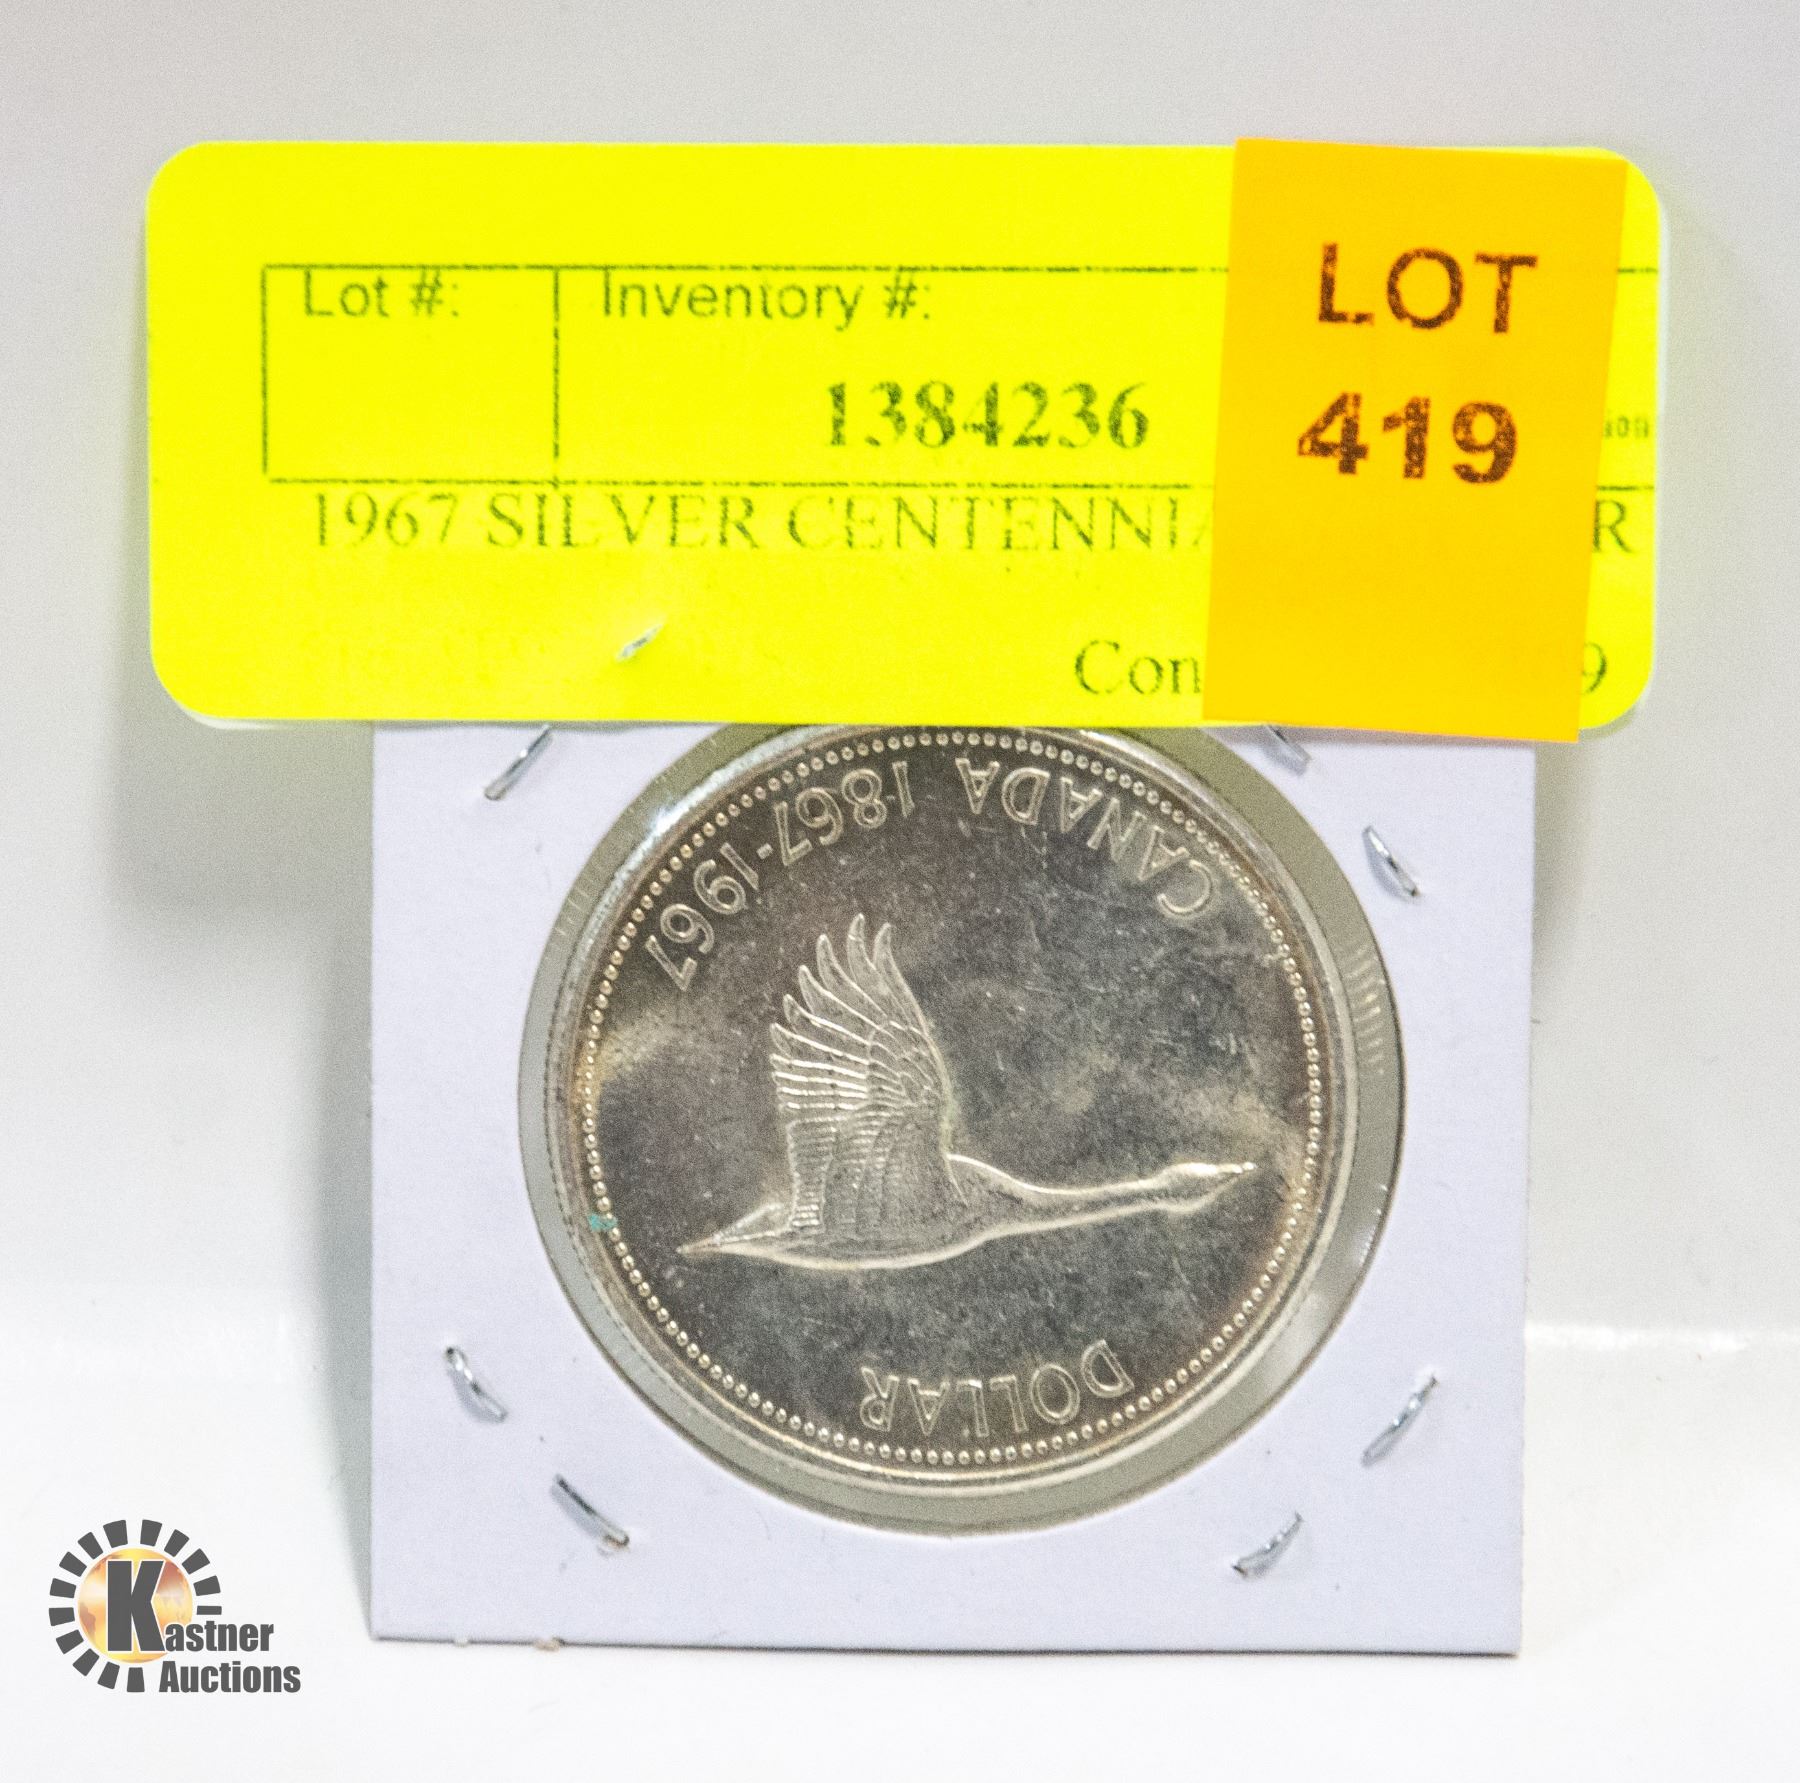 Lot #:
Inventory #:
1384236
LOT
419
1967 SILVER CENTENNIA R
Con 9
CANADA 1867-1967
DOLLAR
Kastner
Auctions